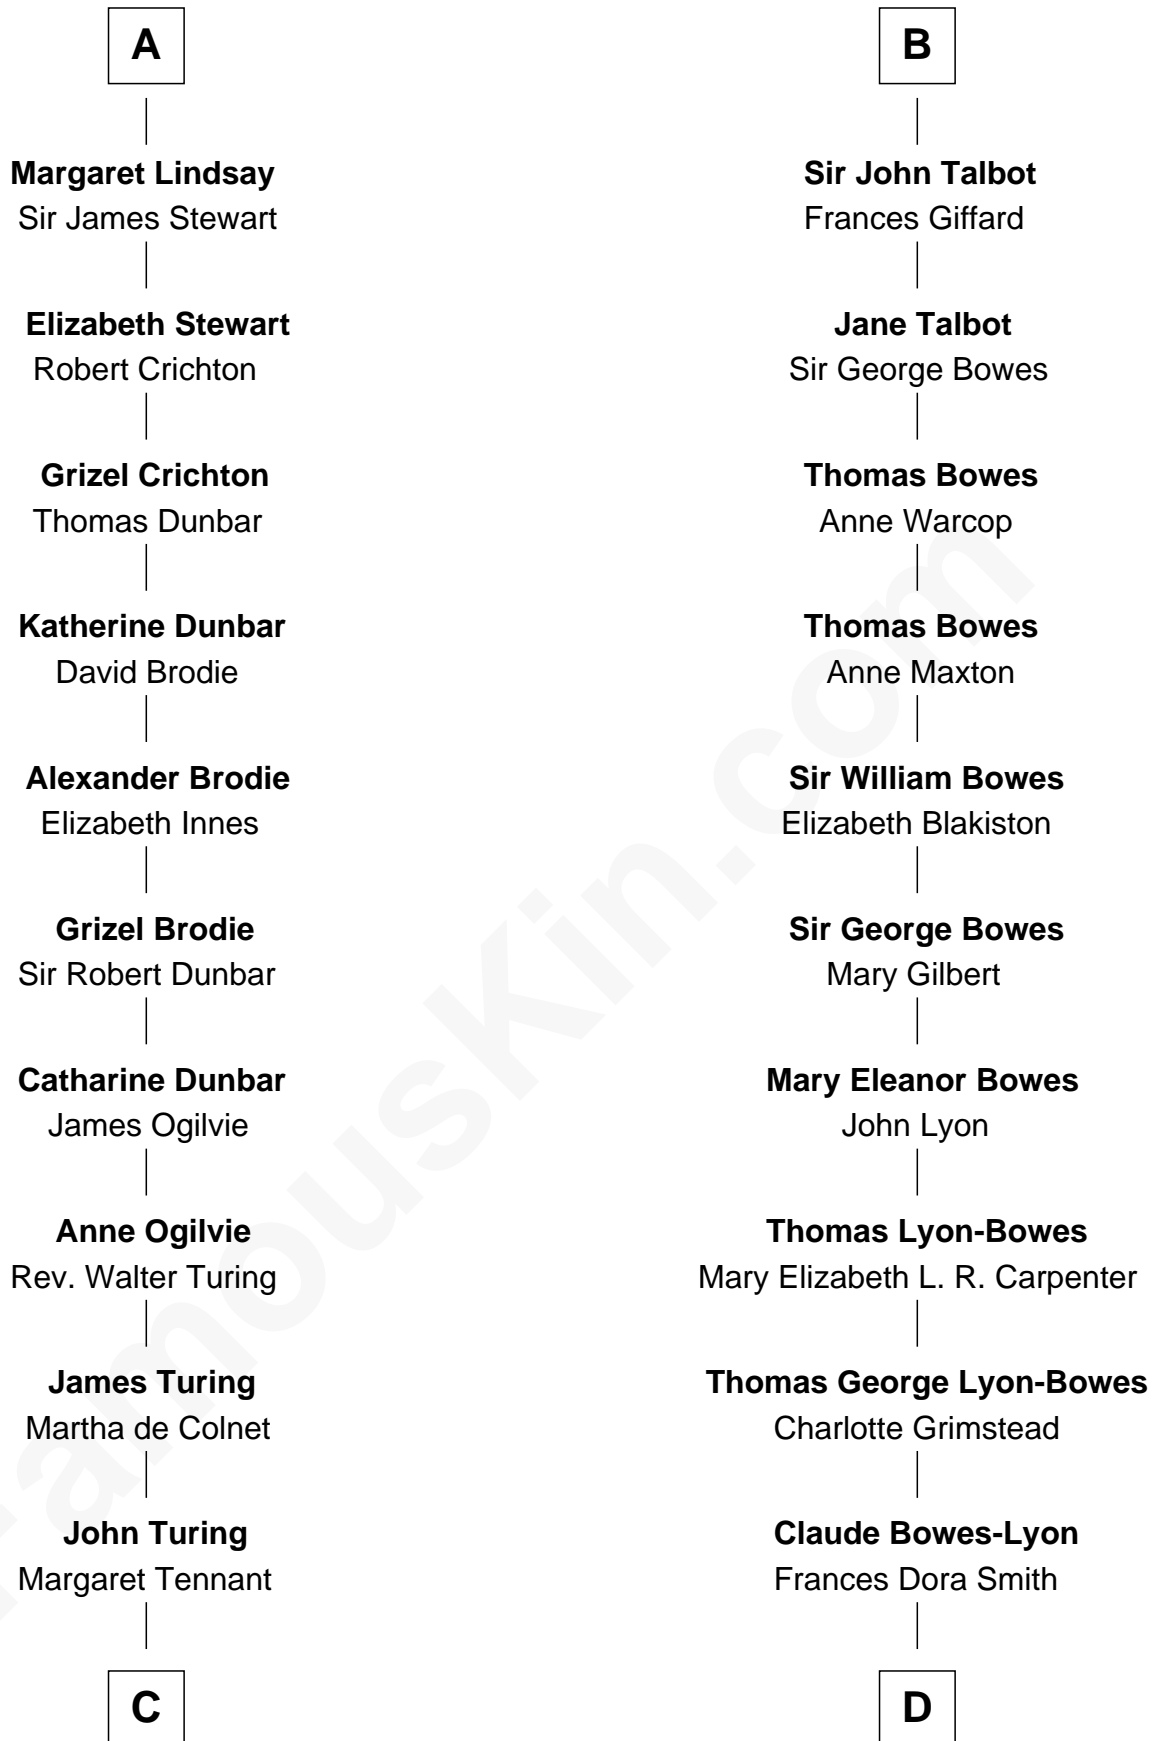 A
Margaret Lindsay
Sir James Stewart
Elizabeth Stewart
Robert Crichton
Grizel Crichton
Thomas Dunbar
Katherine Dunbar
David Brodie
Alexander Brodie
Elizabeth Innes
Grizel Brodie
Sir Robert Dunbar
Catharine Dunbar
James Ogilvie
Anne Ogilvie
Rev. Walter Turing
James Turing
Martha de Colnet
John Turing
Margaret Tennant
C
B
Sir John Talbot
Frances Giffard
Jane Talbot
Sir George Bowes
Thomas Bowes
Anne Warcop
Thomas Bowes
Anne Maxton
Sir William Bowes
Elizabeth Blakiston
Sir George Bowes
Mary Gilbert
Mary Eleanor Bowes
John Lyon
Thomas Lyon-Bowes
Mary Elizabeth L. R. Carpenter
Thomas George Lyon-Bowes
Charlotte Grimstead
Claude Bowes-Lyon
Frances Dora Smith
D
FamousKin.com